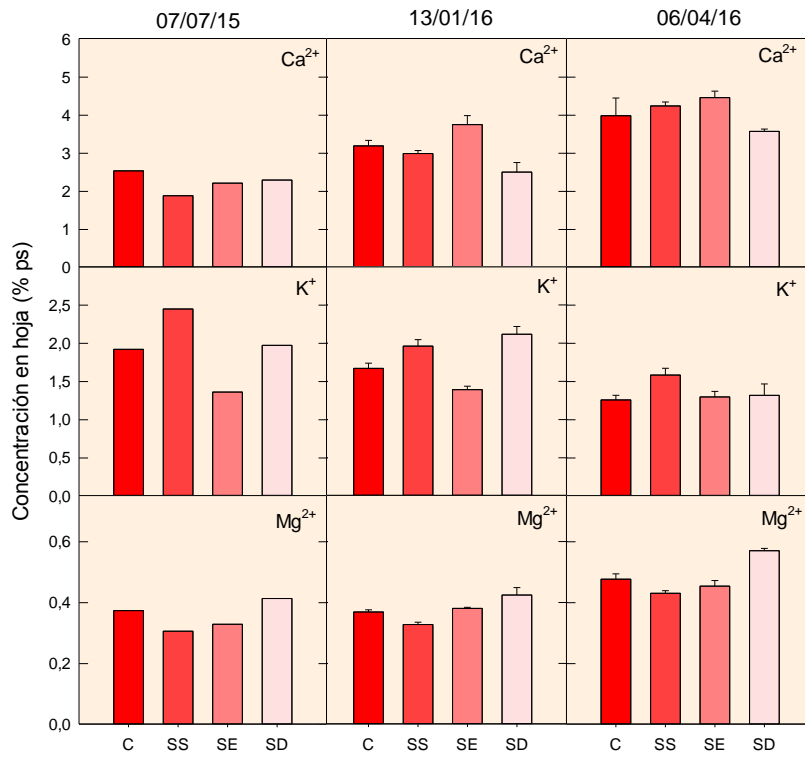 07/07/15 13/01/16 06/04/16
Concentración en hoja (% ps)
6 Ca²⁺ Ca²⁺ Ca²⁺
5
4
3
2
1
0
K⁺ K⁺ K⁺
2,5
2,0
1,5
1,0
0,5
0,0
Mg²⁺ Mg²⁺ Mg²⁺
0,6
0,4
0,2
0,0
C SS SE SD C SS SE SD C SS SE SD